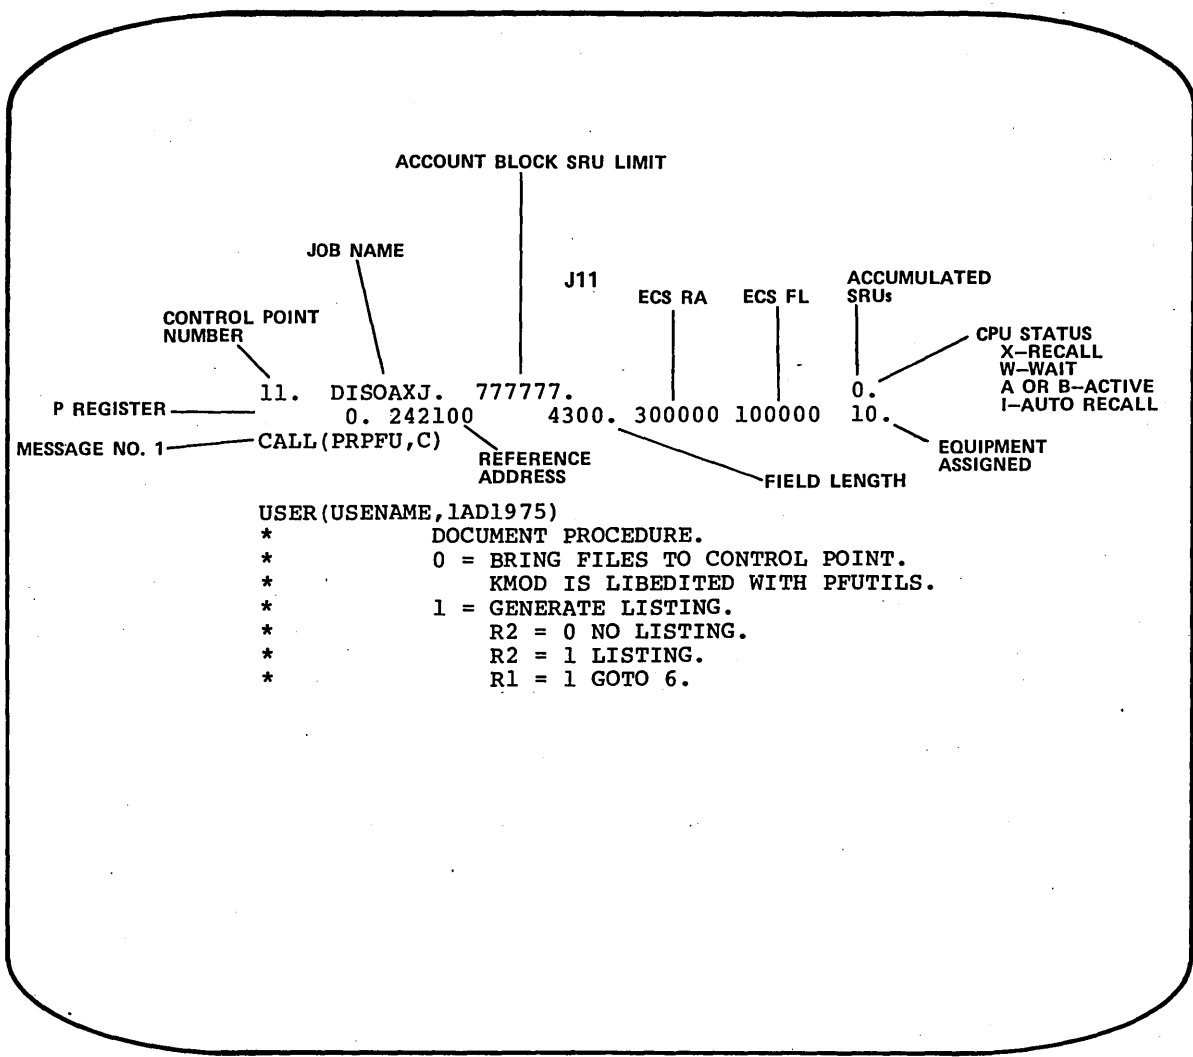 ACCOUNT BLOCK SRU LIMIT
JOB NAME
J11
ECS RA
ECS FL
ACCUMULATED
SRUs
CONTROL POINT
NUMBER
CPU STATUS
X–RECALL
W–WAIT
A OR B–ACTIVE
I–AUTO RECALL
11. DISOAXJ. 777777. 0.
P REGISTER
0. 242100 4300. 300000 100000 10.
MESSAGE NO. 1
CALL(PRPFU,C)
REFERENCE
ADDRESS
EQUIPMENT
ASSIGNED
FIELD LENGTH
USER(USENAME,1AD1975)
* DOCUMENT PROCEDURE.
* 0 = BRING FILES TO CONTROL POINT.
* KMOD IS LIBEDITED WITH PFUTILS.
* 1 = GENERATE LISTING.
* R2 = 0 NO LISTING.
* R2 = 1 LISTING.
* R1 = 1 GOTO 6.